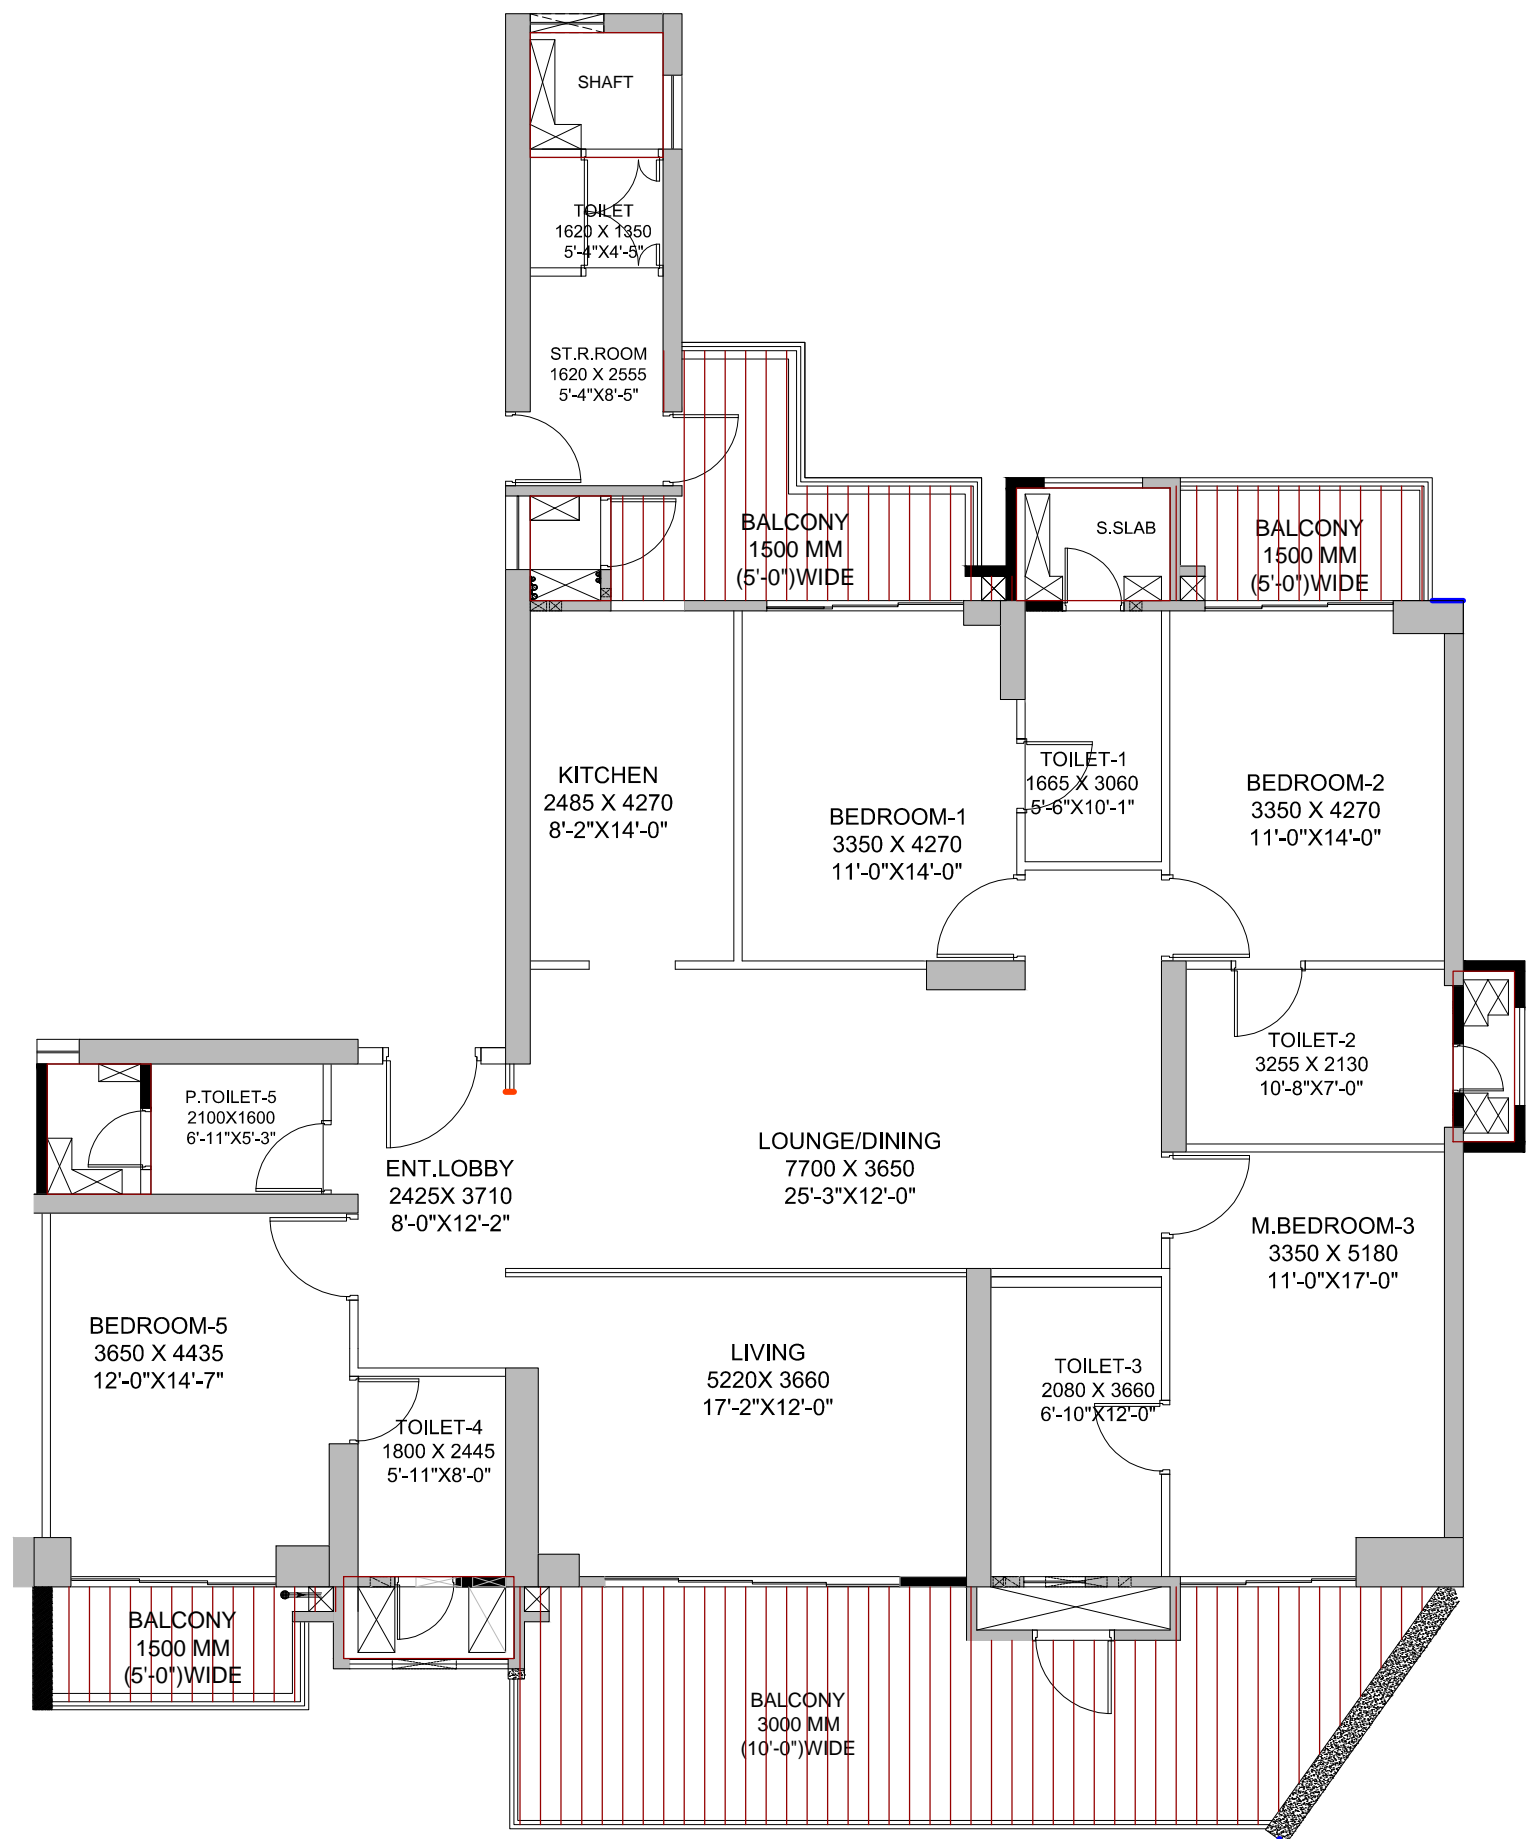 SHAFT
TOILET
1620 X 1350
5'-4"X4'-5"
ST.R.ROOM
1620 X 2555
5'-4"X8'-5"
BALCONY
1500 MM
(5'-0")WIDE
S.SLAB
BALCONY
1500 MM
(5'-0")WIDE
KITCHEN
2485 X 4270
8'-2"X14'-0"
BEDROOM-1
3350 X 4270
11'-0"X14'-0"
TOILET-1
1665 X 3060
5'-6"X10'-1"
BEDROOM-2
3350 X 4270
11'-0"X14'-0"
TOILET-2
3255 X 2130
10'-8"X7'-0"
P.TOILET-5
2100X1600
6'-11"X5'-3"
ENT.LOBBY
2425X 3710
8'-0"X12'-2"
LOUNGE/DINING
7700 X 3650
25'-3"X12'-0"
M.BEDROOM-3
3350 X 5180
11'-0"X17'-0"
BEDROOM-5
3650 X 4435
12'-0"X14'-7"
LIVING
5220X 3660
17'-2"X12'-0"
TOILET-3
2080 X 3660
6'-10"X12'-0"
TOILET-4
1800 X 2445
5'-11"X8'-0"
BALCONY
1500 MM
(5'-0")WIDE
BALCONY
3000 MM
(10'-0")WIDE